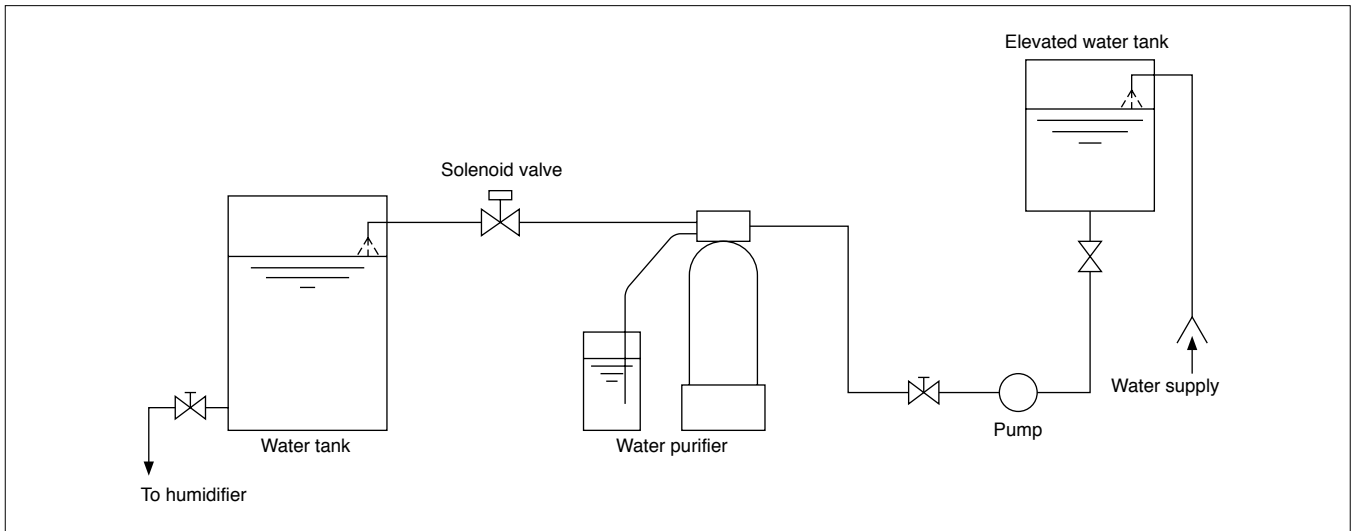 Elevated water tank
Solenoid valve
Water supply
Pump
Water tank
Water purifier
To humidifier